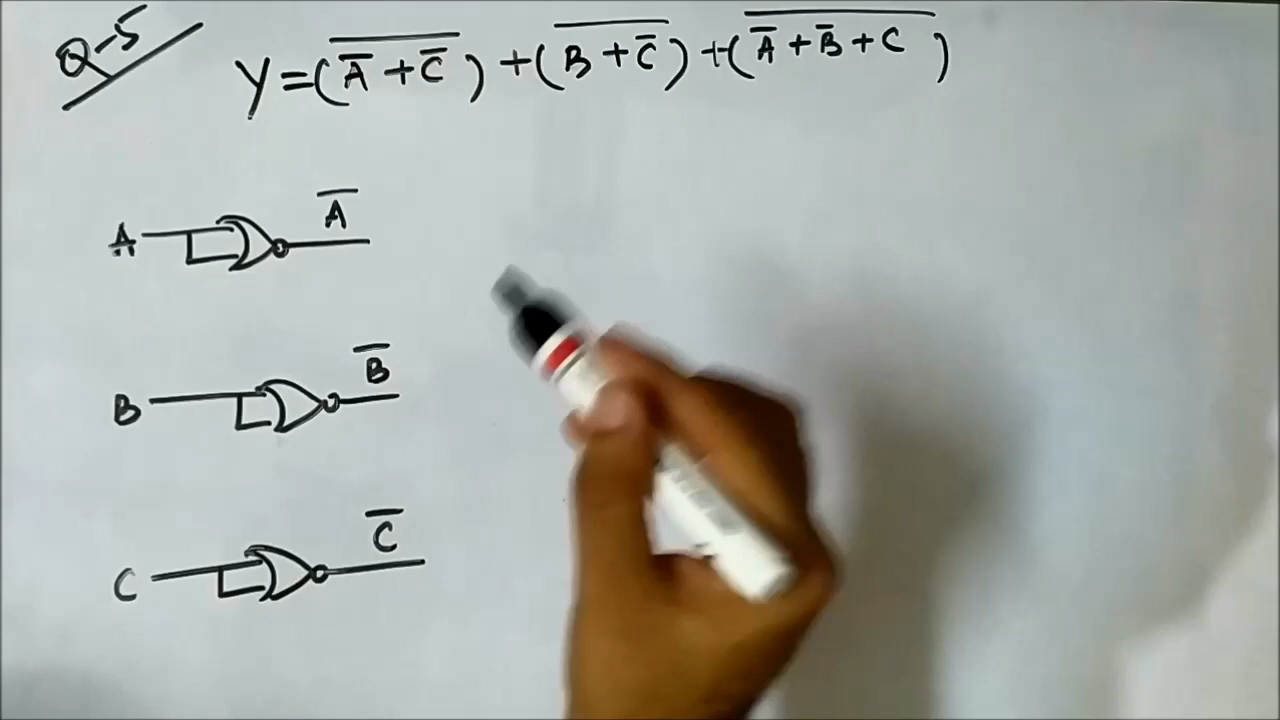 Q-5
Y = (A̅ + C̅)̅ + (B + C̅)̅ + (A̅ + B̅ + C)̅
A A̅
B B̅
C C̅